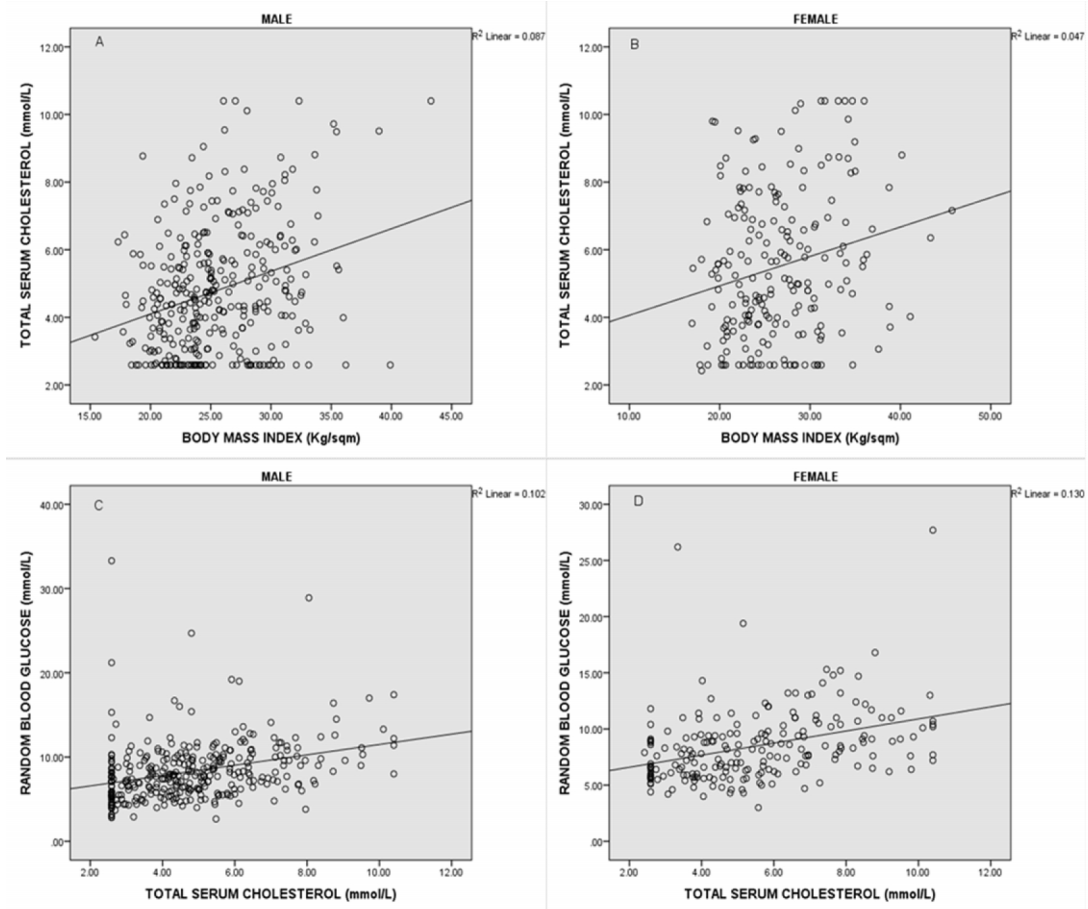 MALE
A
R² Linear = 0.087
12.00
10.00
8.00
6.00
4.00
2.00
TOTAL SERUM CHOLESTEROL (mmol/L)
15.00 20.00 25.00 30.00 35.00 40.00 45.00
BODY MASS INDEX (Kg/sqm)
FEMALE
B
R² Linear = 0.047
12.00
10.00
8.00
6.00
4.00
2.00
TOTAL SERUM CHOLESTEROL (mmol/L)
10.00 20.00 30.00 40.00 50.00
BODY MASS INDEX (Kg/sqm)
MALE
C
R² Linear = 0.102
40.00
30.00
20.00
10.00
.00
RANDOM BLOOD GLUCOSE (mmol/L)
2.00 4.00 6.00 8.00 10.00 12.00
TOTAL SERUM CHOLESTEROL (mmol/L)
FEMALE
D
R² Linear = 0.130
30.00
25.00
20.00
15.00
10.00
5.00
.00
RANDOM BLOOD GLUCOSE (mmol/L)
2.00 4.00 6.00 8.00 10.00 12.00
TOTAL SERUM CHOLESTEROL (mmol/L)